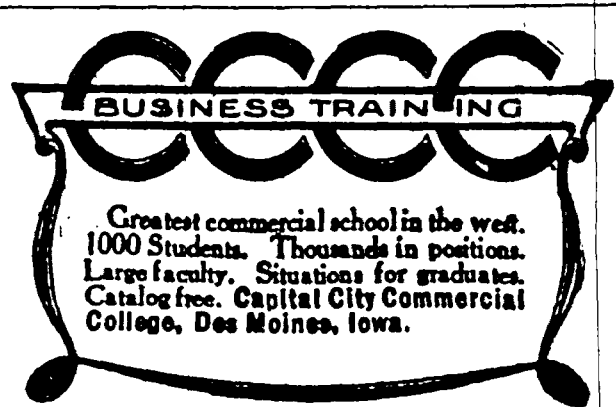 CCCC
BUSINESS TRAINING
Greatest commercial school in the west.
1000 Students. Thousands in positions.
Large faculty. Situations for graduates.
Catalog free. Capital City Commercial
College, Des Moines, Iowa.